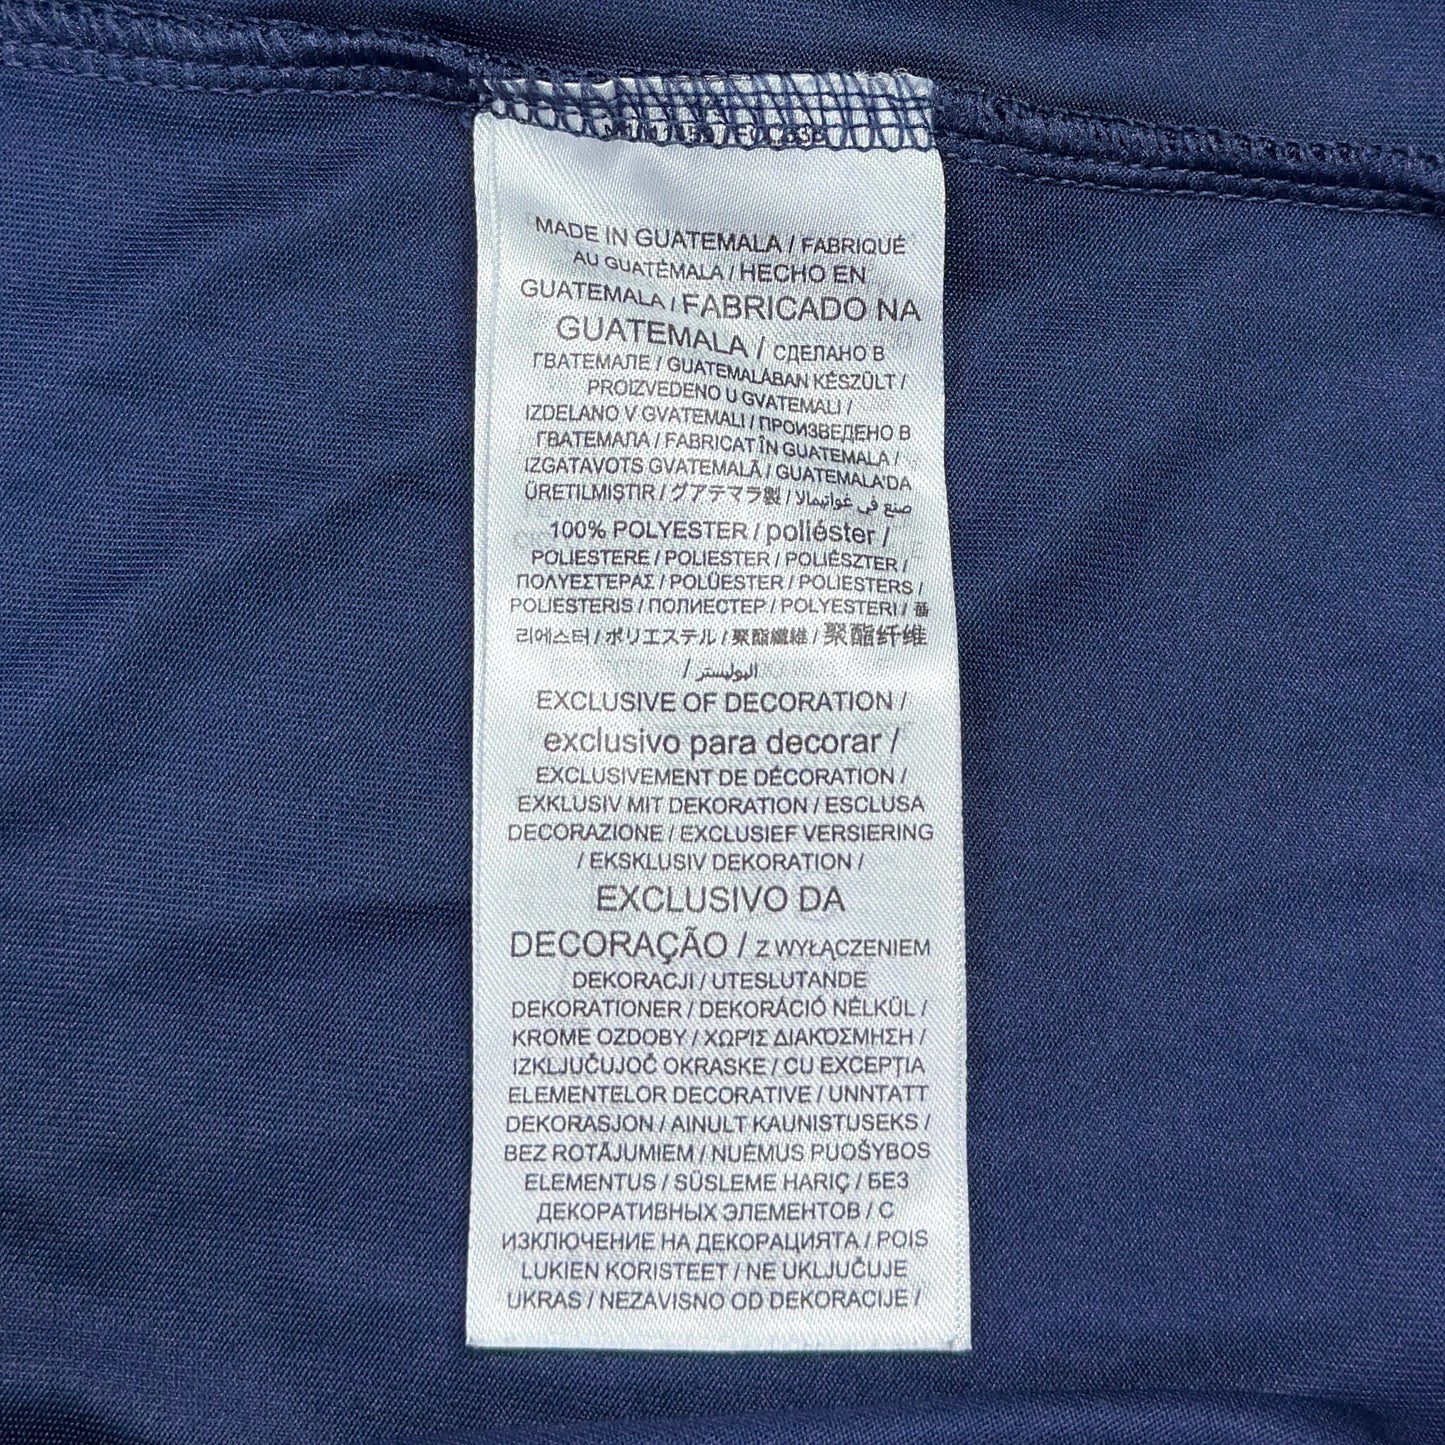 MADE IN GUATEMALA / FABRIQUÉ
AU GUATÉMALA / HECHO EN
GUATEMALA / FABRICADO NA
GUATEMALA / СДЕЛАНО В
ГВАТЕМАЛЕ / GUATEMALÁBAN KÉSZÜLT /
PROIZVEDENO U GVATEMALI /
IZDELANO V GVATEMALI / ПРОИЗВЕДЕНО В
ГВАТЕМАЛА / FABRICAT ÎN GUATEMALA /
IZGATAVOTS GVATEMALĀ / GUATEMALA'DA
ÜRETILMIŞTIR / グアテマラ製 / صنع في غواتيمالا
100% POLYESTER / poliéster /
POLIESTERE / POLIESTER / POLIÉSZTER /
ΠΟΛΥΕΣΤΕΡΑΣ / POLÜESTER / POLIESTERS /
POLIESTERIS / ПОЛИЕСТЕР / POLYESTERI /
리에스터 / ポリエステル / 聚酯纖維 / 聚酯纤维
/ البوليستر
EXCLUSIVE OF DECORATION /
exclusivo para decorar /
EXCLUSIVEMENT DE DÉCORATION /
EXKLUSIV MIT DEKORATION / ESCLUSA
DECORAZIONE / EXCLUSIEF VERSIERING
/ EKSKLUSIV DEKORATION /
EXCLUSIVO DA
DECORAÇÃO / Z WYŁĄCZENIEM
DEKORACJI / UTESLUTANDE
DEKORATIONER / DEKORÁCIÓ NÉLKÜL /
KROME OZDOBY / ΧΩΡΊΣ ΔΙΑΚΌΣΜΗΣΗ /
IZKLJUČUJOČ OKRASKE / CU EXCEPŢIA
ELEMENTELOR DECORATIVE / UNNTATT
DEKORASJON / AINULT KAUNISTUSEKS /
BEZ ROTĀJUMIEM / NUĖMUS PUOŠYBOS
ELEMENTUS / SÜSLEME HARIÇ / БЕЗ
ДЕКОРАТИВНЫХ ЭЛЕМЕНТОВ / С
ИЗКЛЮЧЕНИЕ НА ДЕКОРАЦИЯТА / POIS
LUKIEN KORISTEET / NE UKLJUČUJE
UKRAS / NEZAVISNO OD DEKORACIJE /